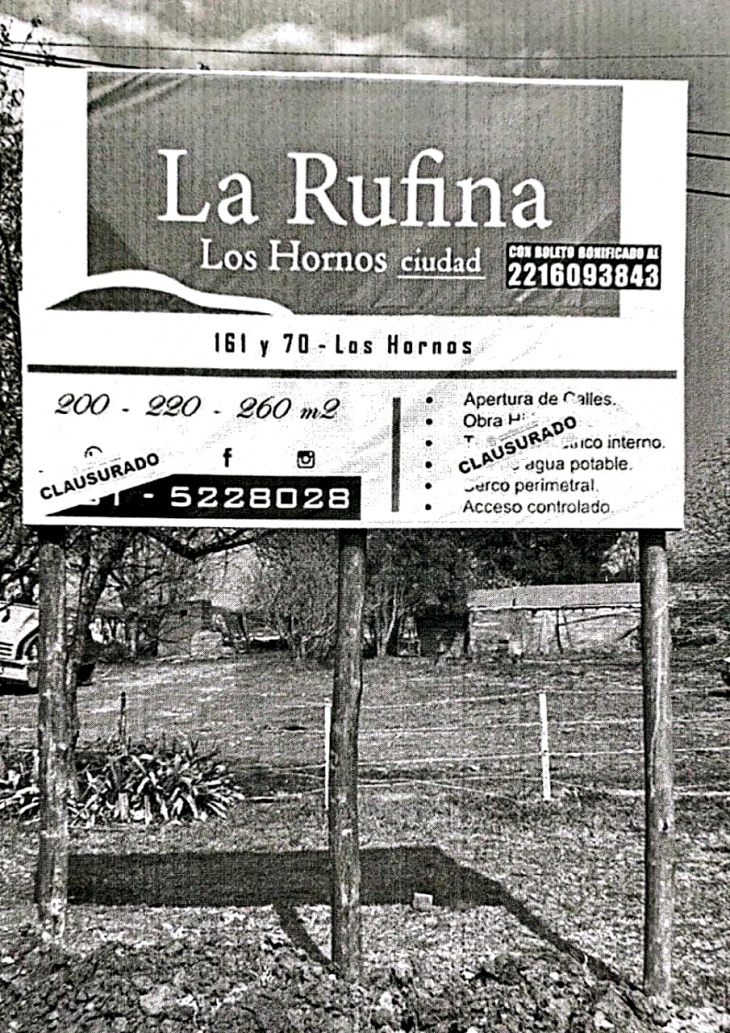 La Rufina
Los Hornos ciudad
CON BOLETO BONIFICADO AL
2216093843
161 y 70 - Los Hornos
200 - 220 - 260 m2
CLAUSURADO
- 5228028
Apertura de Calles.
Obra
CLAUSURADO
interno.
agua potable.
Cerco perimetral.
Acceso controlado.